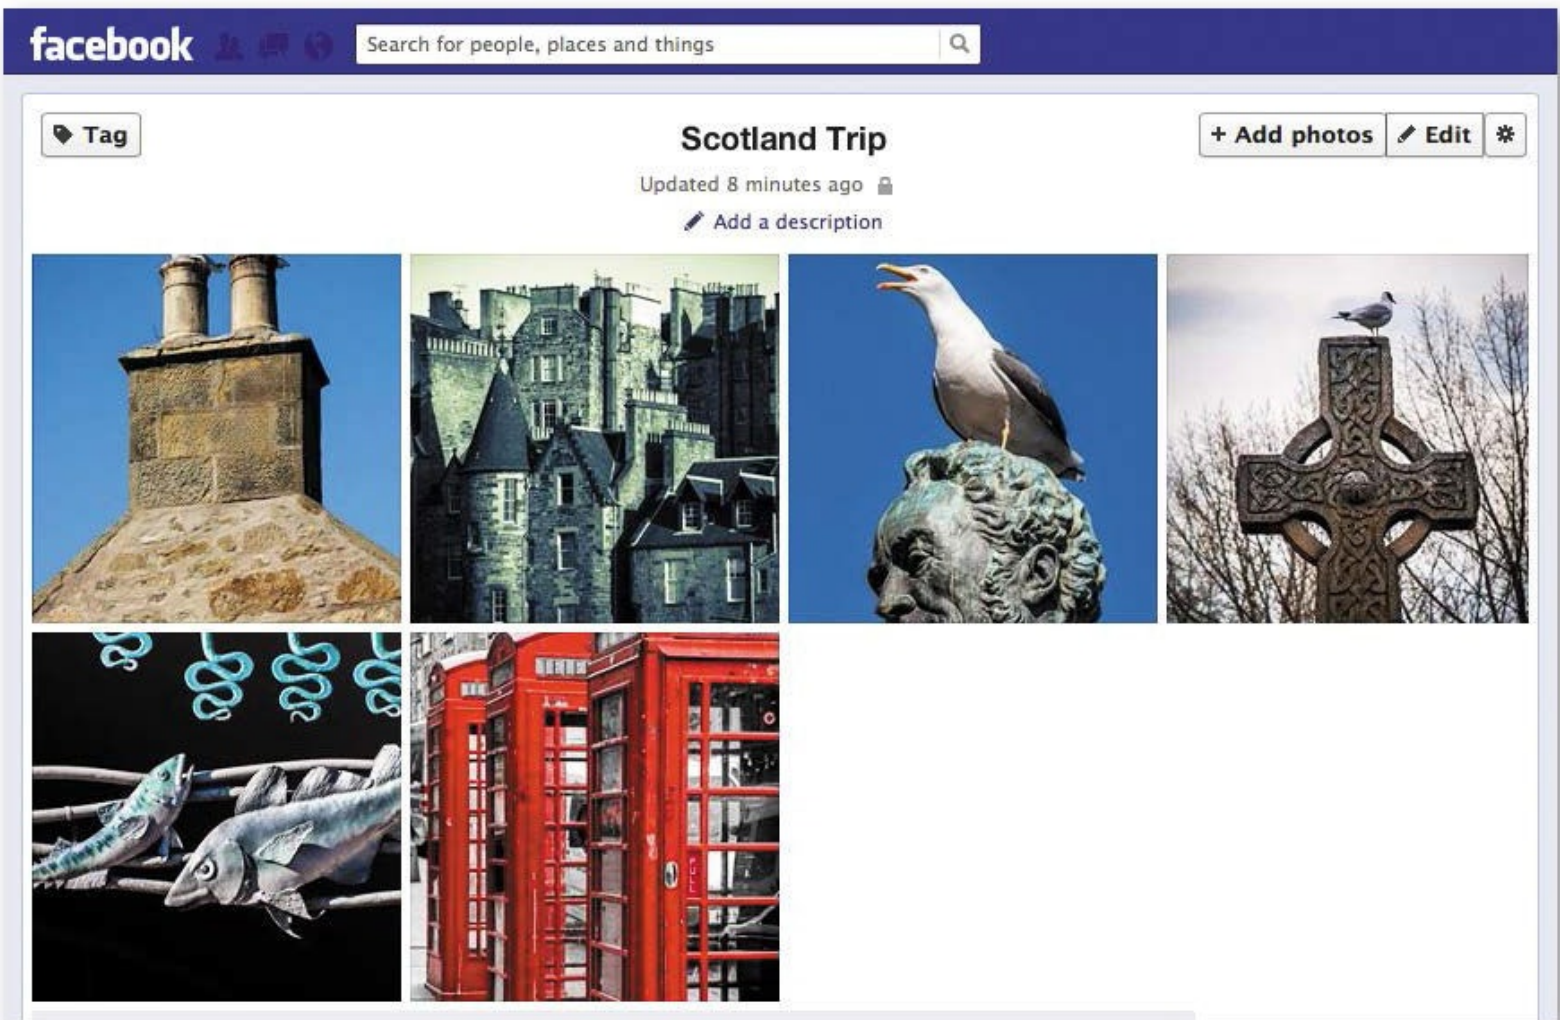 facebook
Search for people, places and things
Tag
Scotland Trip
+ Add photos
Edit
Updated 8 minutes ago
Add a description
PULL